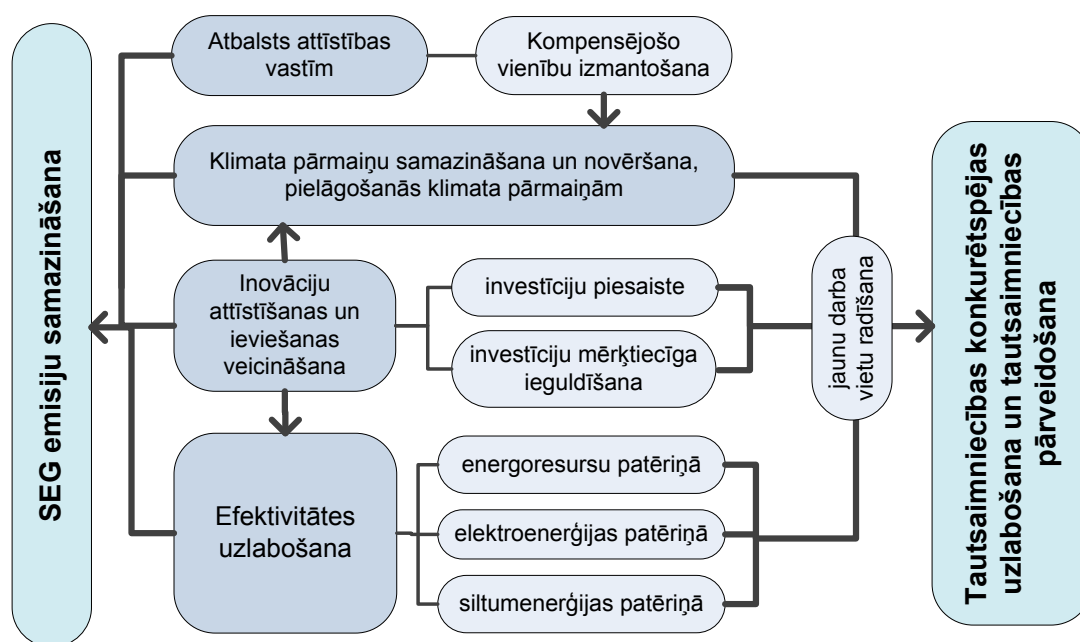 SEG emisiju samazināšana
Atbalsts attīstības
vastīm
Kompensējošo
vienību izmantošana
Klimata pārmaiņu samazināšana un novēršana,
pielāgošanās klimata pārmaiņām
Inovāciju
attīstīšanas un
ieviešanas
veicināšana
investīciju piesaiste
investīciju mērķtiecīga
ieguldīšana
Efektivitātes
uzlabošana
energoresursu patēriņā
elektroenerģijas patēriņā
siltumenerģijas patēriņā
jaunu darba
vietu radīšana
Tautsaimniecības konkurētspējas
uzlabošana un tautsaimniecības
pārveidošana